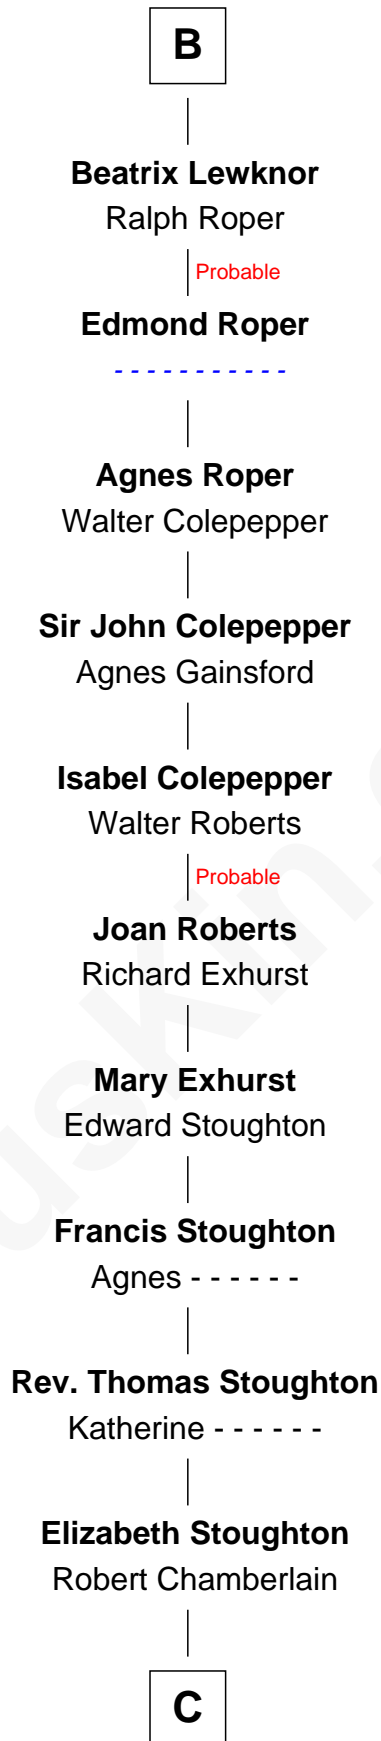 B
Beatrix Lewknor
Ralph Roper
Probable
Edmond Roper
- - - - - - - - - - -
Agnes Roper
Walter Colepepper
Sir John Colepepper
Agnes Gainsford
Isabel Colepepper
Walter Roberts
Probable
Joan Roberts
Richard Exhurst
Mary Exhurst
Edward Stoughton
Francis Stoughton
Agnes - - - - - -
Rev. Thomas Stoughton
Katherine - - - - - -
Elizabeth Stoughton
Robert Chamberlain
C